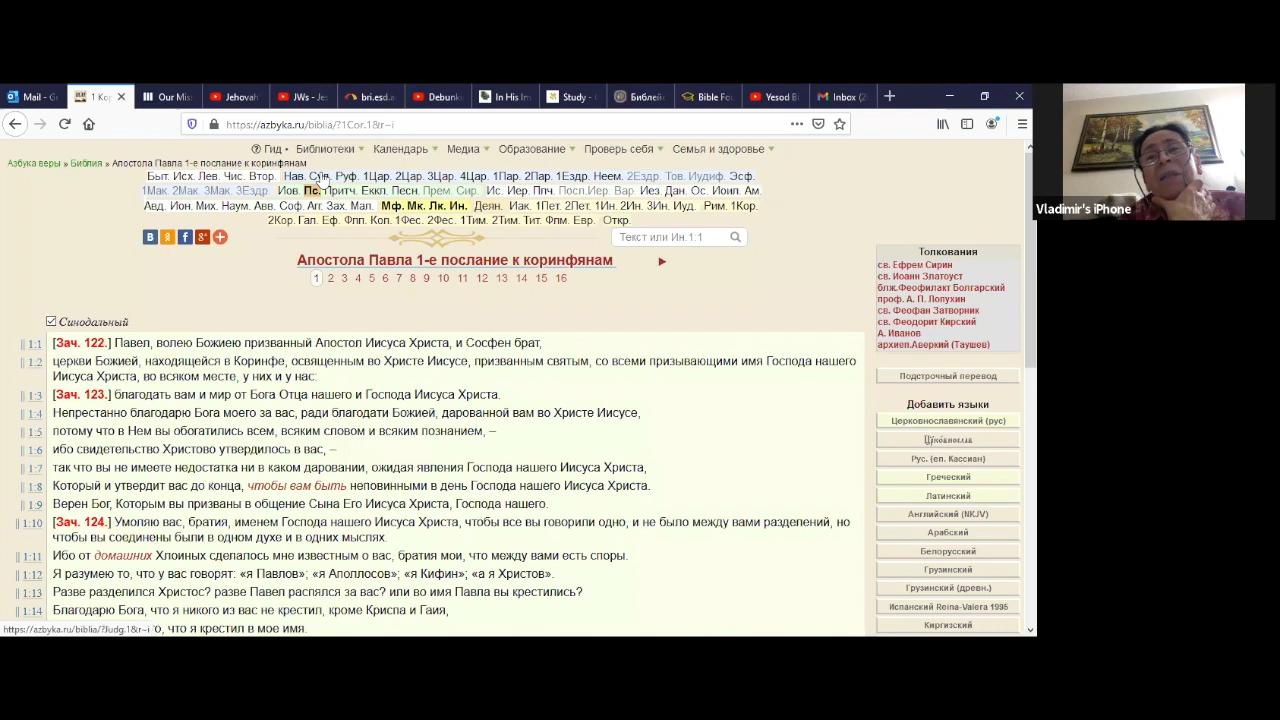 Mail - G
1 Ко
Our Mis
Jehovah
JWs - Je
bri.esd.a
Debunk
In His Im
Study -
Библей
Bible Fo
Yesod B
Inbox (2
https://azbyka.ru/biblia/?1Cor.1&r~i
Vladimir's iPhone
Гид • Библиотеки Календарь Медиа Образование Проверь себя Семья и здоровье
Азбука веры » Библия » Апостола Павла 1-е послание к коринфянам
Быт. Исх. Лев. Чис. Втор. Нав. Руф. 1Цар. 2Цар. 3Цар. 4Цар. 1Пар. 2Пар. 1Ездр. Неем. 2Ездр. Тов. Иудиф. Эсф.
1Мак. 2Мак. 3Мак. 3Ездр. Иов. Пс. Притч. Еккл. Песн. Прем. Сир. Ис. Иер. Плч. Посл.Иер. Вар. Иез. Дан. Ос. Иоил. Ам.
Авд. Ион. Мих. Наум. Авв. Соф. Агг. Зах. Мал. Мф. Мк. Лк. Ин. Деян. Иак. 1Пет. 2Пет. 1Ин. 2Ин. 3Ин. Иуд. Рим. 1Кор.
2Кор. Гал. Еф. Флп. Кол. 1Фес. 2Фес. 1Тим. 2Тим. Тит. Флм. Евр. Откр.
Текст или Ин.1:1
Апостола Павла 1-е послание к коринфянам
1 2 3 4 5 6 7 8 9 10 11 12 13 14 15 16
Синодальный
1:1 [Зач. 122.] Павел, волею Божиею призванный Апостол Иисуса Христа, и Сосфен брат,
1:2 церкви Божией, находящейся в Коринфе, освященным во Христе Иисусе, призванным святым, со всеми призывающими имя Господа нашего
Иисуса Христа, во всяком месте, у них и у нас:
1:3 [Зач. 123.] благодать вам и мир от Бога Отца нашего и Господа Иисуса Христа.
1:4 Непрестанно благодарю Бога моего за вас, ради благодати Божией, дарованной вам во Христе Иисусе,
1:5 потому что в Нем вы обогатились всем, всяким словом и всяким познанием, –
1:6 ибо свидетельство Христово утвердилось в вас, –
1:7 так что вы не имеете недостатка ни в каком даровании, ожидая явления Господа нашего Иисуса Христа,
1:8 Который и утвердит вас до конца, чтобы вам быть неповинными в день Господа нашего Иисуса Христа.
1:9 Верен Бог, Которым вы призваны в общение Сына Его Иисуса Христа, Господа нашего.
1:10 [Зач. 124.] Умоляю вас, братия, именем Господа нашего Иисуса Христа, чтобы все вы говорили одно, и не было между вами разделений, но
чтобы вы соединены были в одном духе и в одних мыслях.
1:11 Ибо от домашних Хлоиных сделалось мне известным о вас, братия мои, что между вами есть споры.
1:12 Я разумею то, что у вас говорят: «я Павлов»; «я Аполлосов»; «я Кифин»; «а я Христов».
1:13 Разве разделился Христос? разве Павел распялся за вас? или во имя Павла вы крестились?
1:14 Благодарю Бога, что я никого из вас не крестил, кроме Криспа и Гаия,
https://azbyka.ru/biblia/?Judg.1&r~i о, что я крестил в мое имя.
Толкования
св. Ефрем Сирин
св. Иоанн Златоуст
блж.Феофилакт Болгарский
проф. А. П. Лопухин
св. Феофан Затворник
св. Феодорит Кирский
А. Иванов
архиеп.Аверкий (Таушев)
Подстрочный перевод
Добавить языки
Церковнославянский (рус)
Рус. (еп. Кассиан)
Греческий
Латинский
Английский (NKJV)
Арабский
Белорусский
Грузинский
Грузинский (древн.)
Испанский Reina-Valera 1995
Киргизский